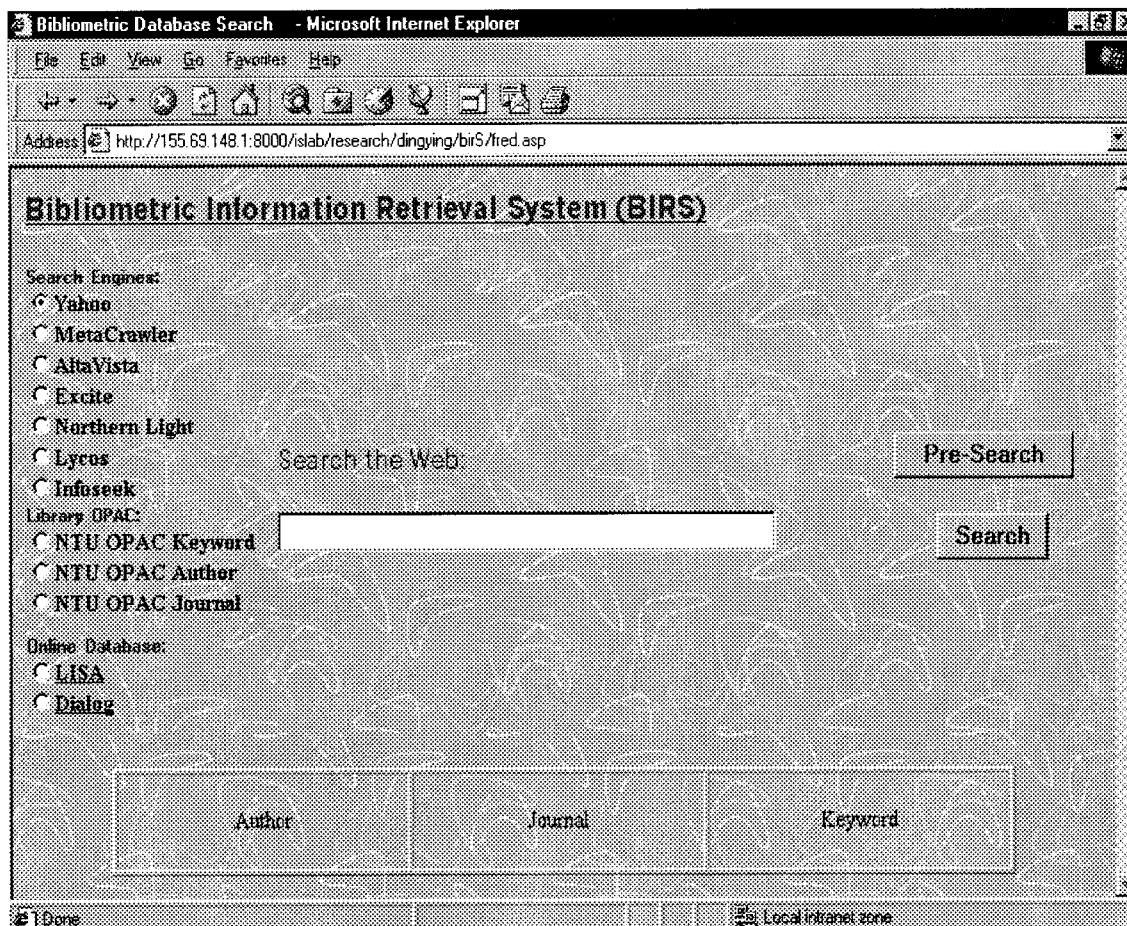 Bibliometric Database Search - Microsoft Internet Explorer
File Edit View Go Favorites Help
Address http://155.69.148.1:8000/islab/research/dingying/birS/fred.asp
Bibliometric Information Retrieval System (BIRS)
Search Engines:
Yahoo
MetaCrawler
AltaVista
Excite
Northern Light
Lycos
Infoseek
Search the Web:
Pre-Search
Library OPAC:
NTU OPAC Keyword
NTU OPAC Author
NTU OPAC Journal
Search
Online Database:
LISA
Dialog
Author Journal Keyword
Done Local intranet zone